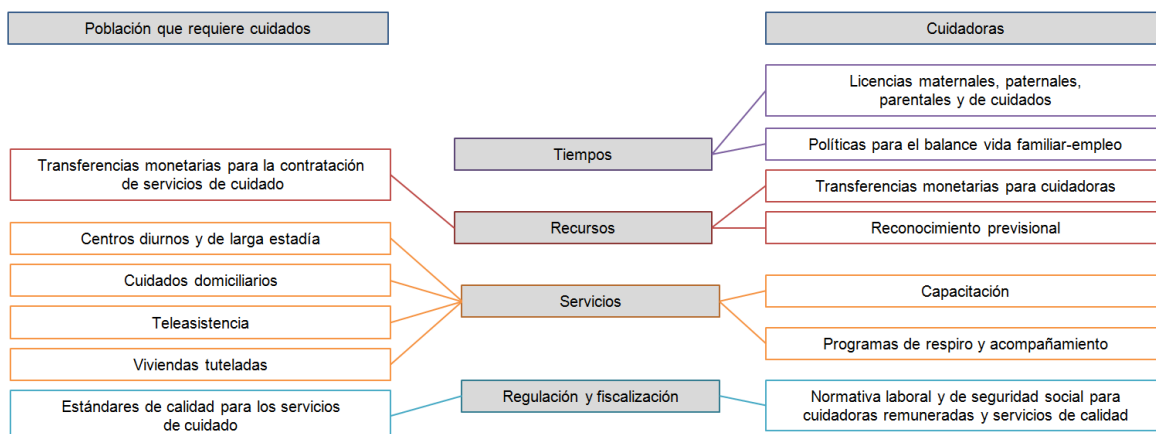 Población que requiere cuidados
Cuidadoras
Licencias maternales, paternales,
parentales y de cuidados
Tiempos
Políticas para el balance vida familiar-empleo
Transferencias monetarias para la contratación
de servicios de cuidado
Transferencias monetarias para cuidadoras
Recursos
Reconocimiento previsional
Centros diurnos y de larga estadía
Cuidados domiciliarios
Servicios
Capacitación
Teleasistencia
Programas de respiro y acompañamiento
Viviendas tuteladas
Regulación y fiscalización
Estándares de calidad para los servicios
de cuidado
Normativa laboral y de seguridad social para
cuidadoras remuneradas y servicios de calidad